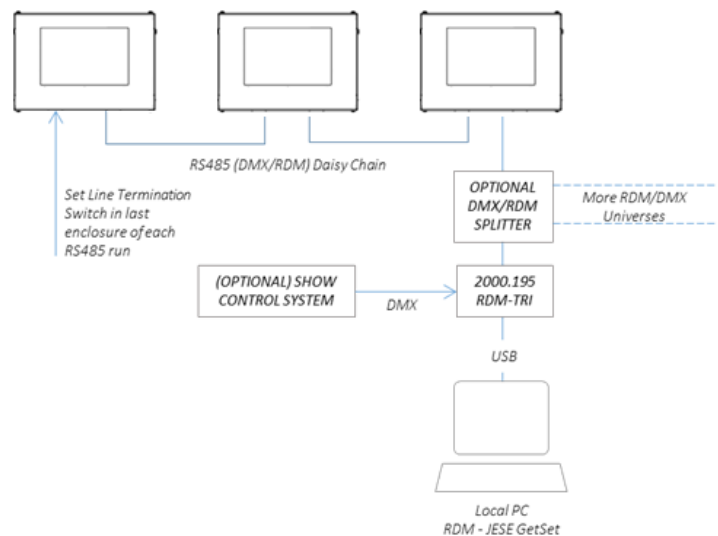 RS485 (DMX/RDM) Daisy Chain
Set Line Termination
Switch in last
enclosure of each
RS485 run
OPTIONAL
DMX/RDM
SPLITTER
More RDM/DMX
Universes
(OPTIONAL) SHOW
CONTROL SYSTEM
DMX
2000.195
RDM-TRI
USB
Local PC
RDM - JESE GetSet